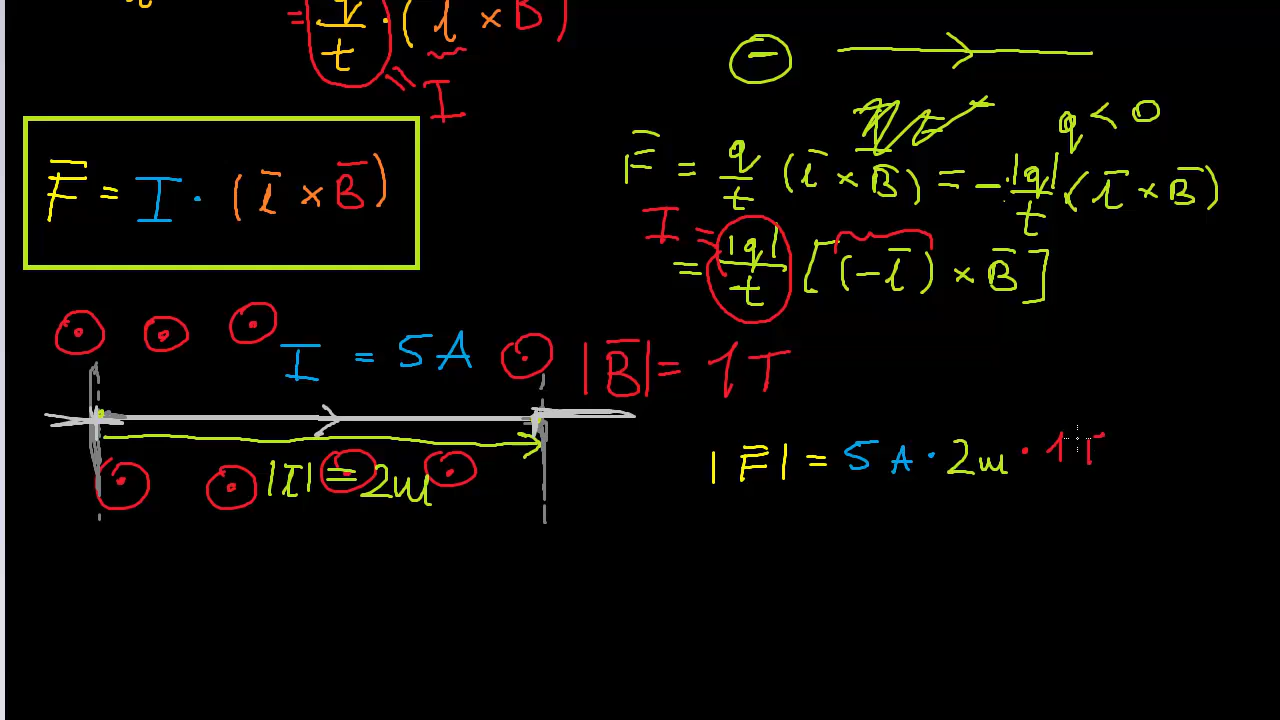 = q/t · (l × B)
= I
F̅ = I · (l̅ × B̅)
q < 0
F̅ = q/t (l̅ × B̅) = - |q|/t (l̅ × B̅)
I = |q|/t [(-l̅) × B̅]
I = 5A
|B̅| = 1T
|l̅| = 2m
|F̅| = 5A · 2m · 1T